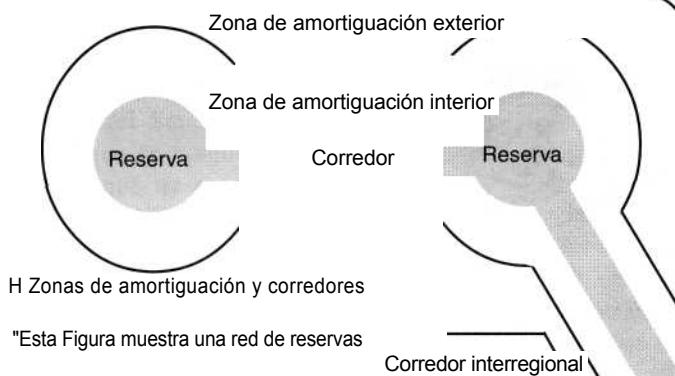 Zona de amortiguación exterior
Zona de amortiguación interior
Reserva
Corredor
Reserva
H Zonas de amortiguación y corredores
"Esta Figura muestra una red de reservas
Corredor interregional